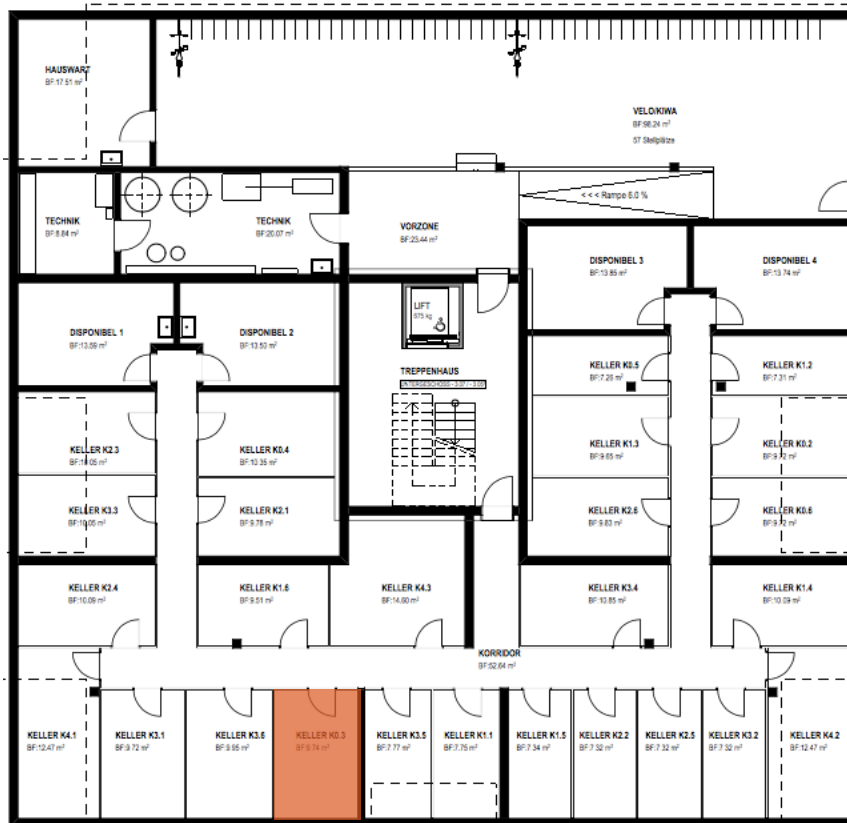 HAUSWART
BF:17.51 m²
VELO/KIWA
BF:98.24 m²
57 Stellplätze
TECHNIK
BF:8.84 m²
TECHNIK
BF:20.07 m²
VORZONE
BF:23.44 m²
< < < Rampe 6.0 %
DISPONIBEL 3
BF:13.85 m²
DISPONIBEL 4
BF:13.74 m²
LIFT
675 kg
DISPONIBEL 1
BF:13.59 m²
DISPONIBEL 2
BF:13.50 m²
TREPPENHAUS
UNTERGESCHOSS
KELLER K0.5
BF:7.26 m²
KELLER K1.2
BF:7.31 m²
KELLER K2.3
BF:10.05 m²
KELLER K0.4
BF:10.35 m²
KELLER K1.3
BF:9.65 m²
KELLER K0.2
BF:9.72 m²
KELLER K3.3
BF:10.05 m²
KELLER K2.1
BF:9.78 m²
KELLER K2.6
BF:9.83 m²
KELLER K0.6
BF:9.72 m²
KELLER K2.4
BF:10.09 m²
KELLER K1.6
BF:9.51 m²
KELLER K4.3
BF:14.60 m²
KELLER K3.4
BF:10.85 m²
KELLER K1.4
BF:10.09 m²
KORRIDOR
BF:52.64 m²
KELLER K4.1
BF:12.47 m²
KELLER K3.1
BF:9.72 m²
KELLER K3.6
BF:9.95 m²
KELLER K0.3
BF:9.74 m²
KELLER K3.5
BF:7.77 m²
KELLER K1.1
BF:7.75 m²
KELLER K1.5
BF:7.34 m²
KELLER K2.2
BF:7.32 m²
KELLER K2.5
BF:7.32 m²
KELLER K3.2
BF:7.32 m²
KELLER K4.2
BF:12.47 m²